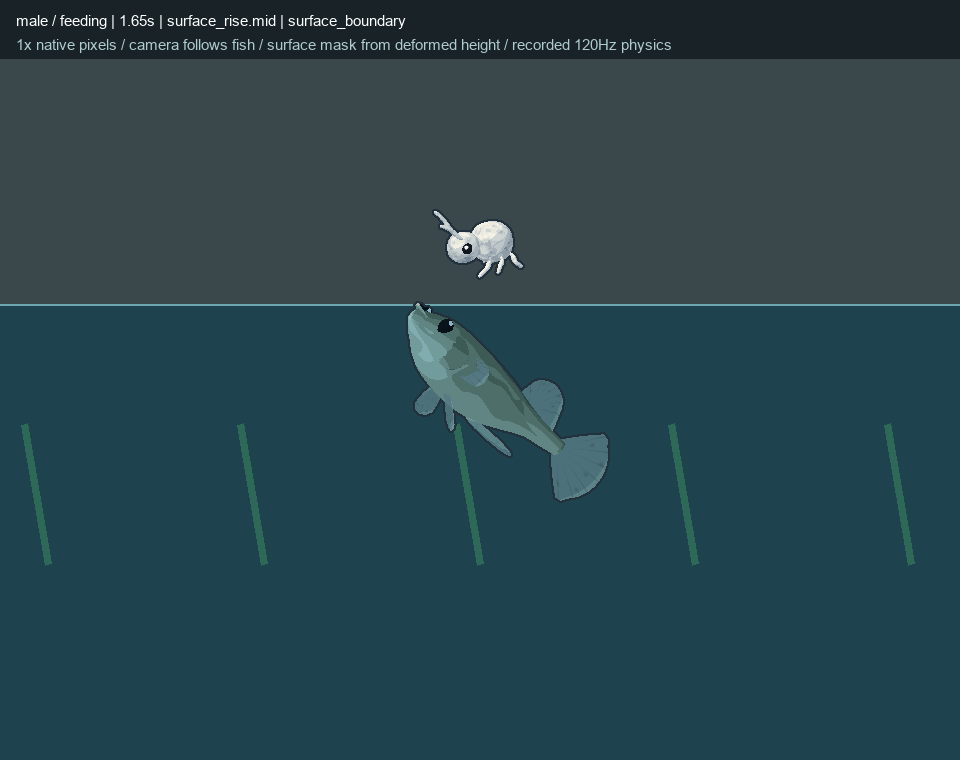 male / feeding | 1.65s | surface_rise.mid | surface_boundary
1x native pixels / camera follows fish / surface mask from deformed height / recorded 120Hz physics